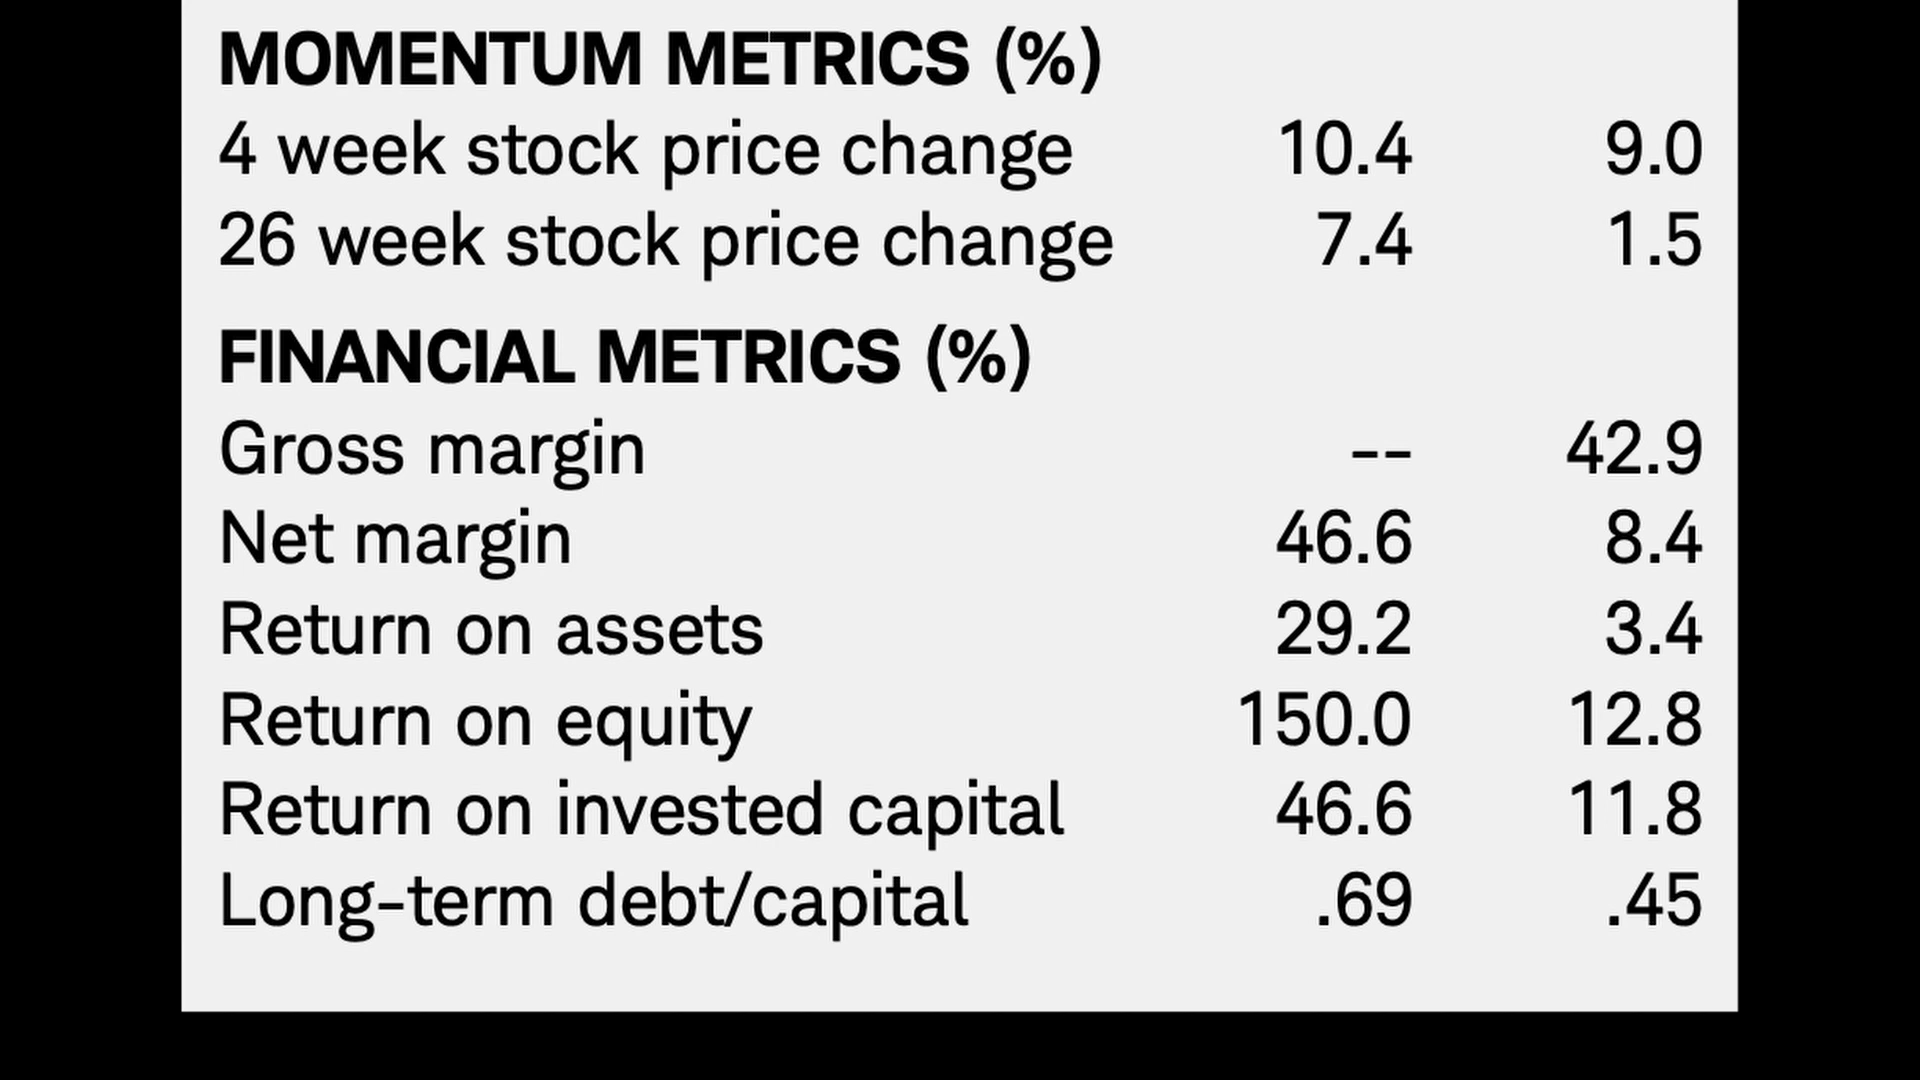 MOMENTUM METRICS (%)
4 week stock price change 10.4 9.0
26 week stock price change 7.4 1.5
FINANCIAL METRICS (%)
Gross margin -- 42.9
Net margin 46.6 8.4
Return on assets 29.2 3.4
Return on equity 150.0 12.8
Return on invested capital 46.6 11.8
Long-term debt/capital .69 .45